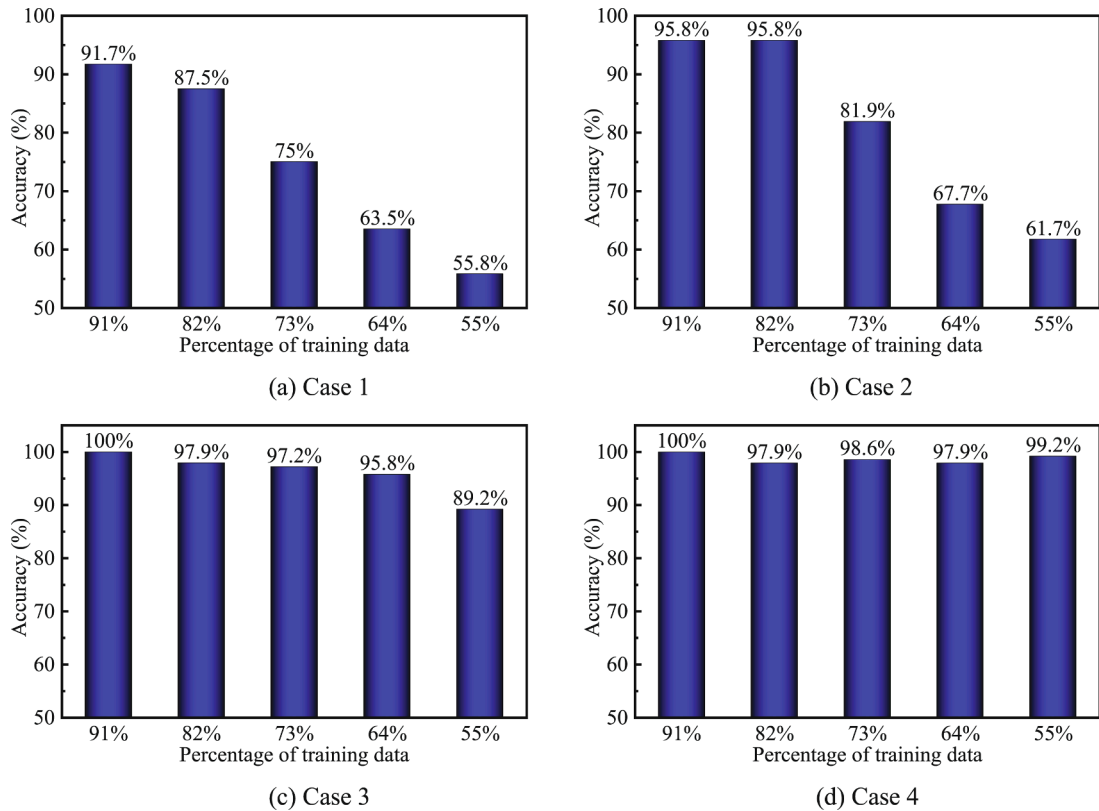 100
90
80
70
60
50
Accuracy (%)
91.7%
87.5%
75%
63.5%
55.8%
91% 82% 73% 64% 55%
Percentage of training data
(a) Case 1
100
90
80
70
60
50
Accuracy (%)
95.8%
95.8%
81.9%
67.7%
61.7%
91% 82% 73% 64% 55%
Percentage of training data
(b) Case 2
100
90
80
70
60
50
Accuracy (%)
100%
97.9%
97.2%
95.8%
89.2%
91% 82% 73% 64% 55%
Percentage of training data
(c) Case 3
100
90
80
70
60
50
Accuracy (%)
100%
97.9%
98.6%
97.9%
99.2%
91% 82% 73% 64% 55%
Percentage of training data
(d) Case 4